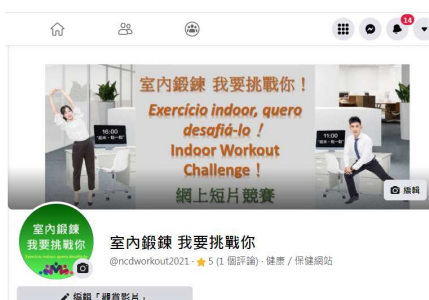 14
室內鍛鍊 我要挑戰你！
Exercício indoor, quero
desafiá-lo！
Indoor Workout
Challenge！
網上短片競賽
16:00
11:00
編輯
室內鍛鍊
我要挑戰你!
室內鍛鍊 我要挑戰你
@ncdworkout2021 · 5 (1 個評論) · 健康 / 保健網站
編輯「觀賞影片」